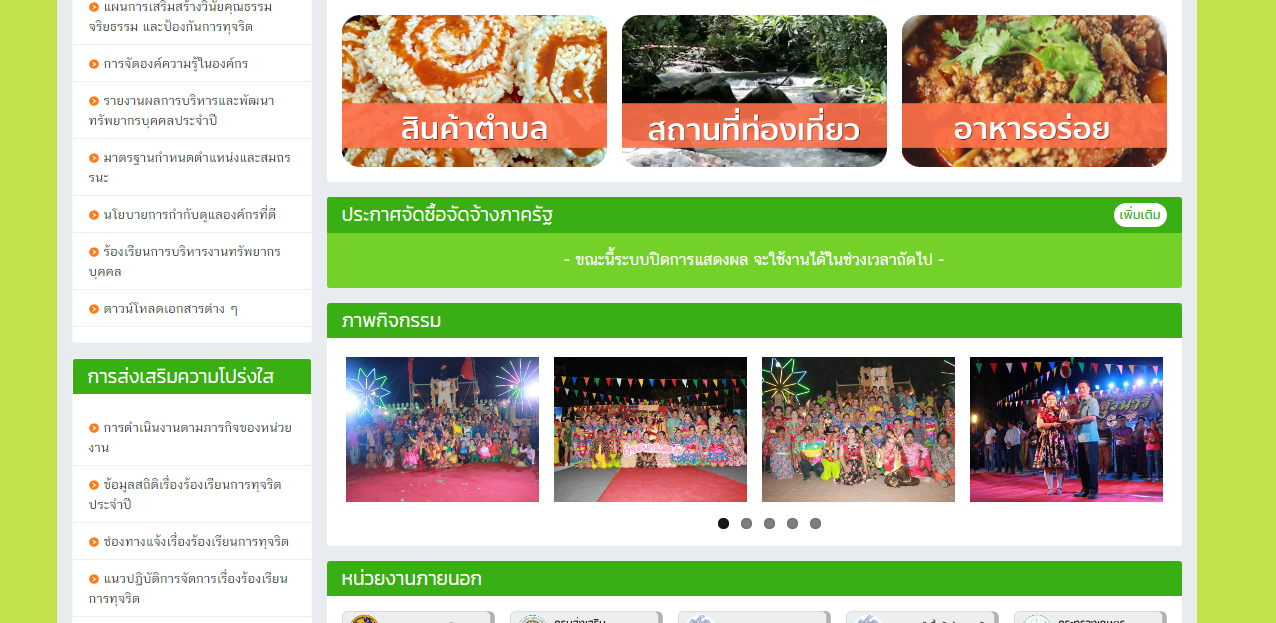 แผนการเสริมสร้างวินัยคุณธรรม
จริยธรรม และป้องกันการทุจริต
การจัดองค์ความรู้ในองค์กร
รายงานผลการบริหารและพัฒนา
ทรัพยากรบุคคลประจำปี
มาตรฐานกำหนดตำแหน่งและสมถร
รนะ
นโยบายการกำกับดูแลองค์กรที่ดี
ร้องเรียนการบริหารงานทรัพยากร
บุคคล
ดาวน์โหลดเอกสารต่าง ๆ
การส่งเสริมความโปร่งใส
การดำเนินงานตามภารกิจของหน่วย
งาน
ข้อมูลสถิติเรื่องร้องเรียนการทุจริต
ประจำปี
ช่องทางแจ้งเรื่องร้องเรียนการทุจริต
แนวปฏิบัติการจัดการเรื่องร้องเรียน
การทุจริต
สินค้าตำบล
สถานที่ท่องเที่ยว
อาหารอร่อย
ประกาศจัดซื้อจัดจ้างภาครัฐ
เพิ่มเติม
- ขณะนี้ระบบปิดการแสดงผล จะใช้งานได้ในช่วงเวลาถัดไป -
ภาพกิจกรรม
หน่วยงานภายนอก
กรมส่งเสริม